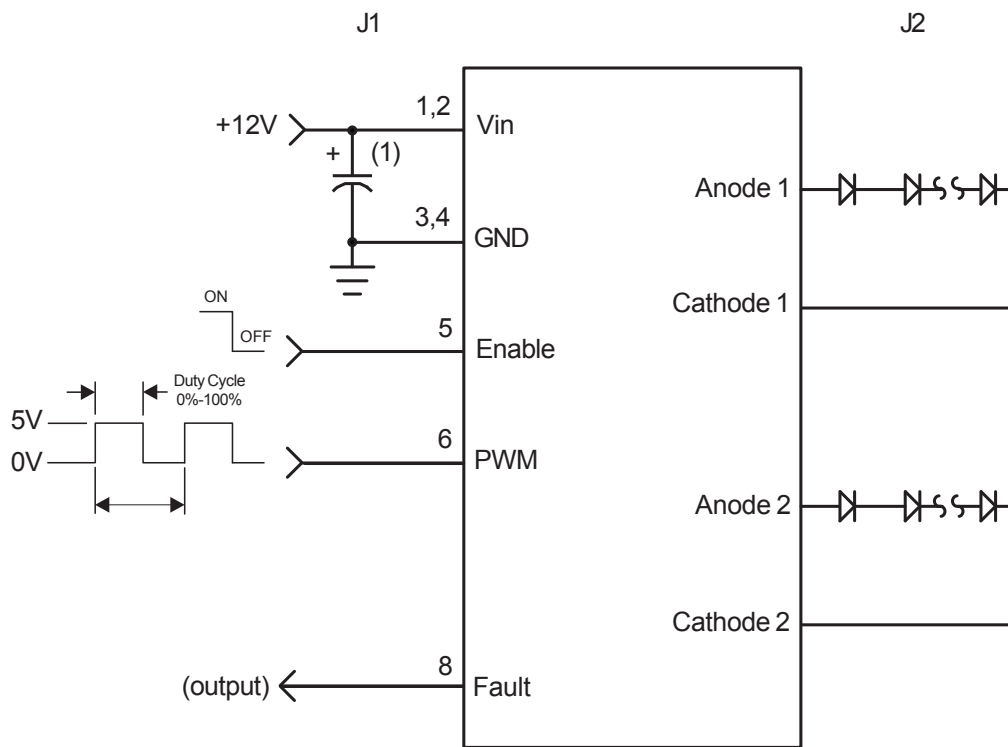 J1
J2
+12V
1,2
Vin
+
(1)
Anode 1
3,4
GND
ON
OFF
5
Enable
Cathode 1
Duty Cycle
0%-100%
5V
0V
6
PWM
Anode 2
Cathode 2
(output)
8
Fault